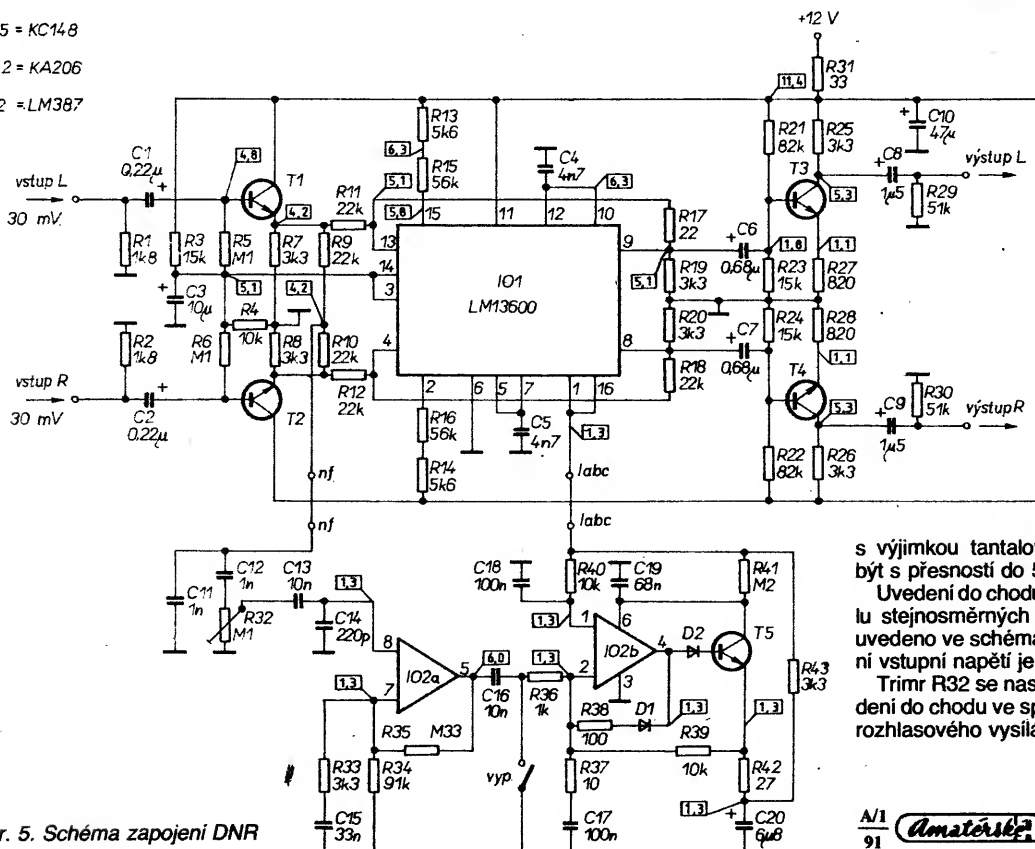 5 = KC148
2 = KA206
2 = LM387
+12 V
R31
33
11,4
R13
5k6
6,3
R15
56k
5,8
C4
4n7
6,3
R21
82k
R25
3k3
C10
47µ
C1
0,22µ
4,8
T1
4,2
R11
22k
5,1
T3
5,3
C8
1µ5
R29
51k
výstup L
vstup L
30 mV
R1
1k8
R3
15k
R5
M1
R7
3k3
R9
22k
15
11
12
10
13
14
3
4
9
8
2
6
5
7
1
16
IO1
LM13600
R17
22
R19
3k3
5,1
R20
3k3
R18
22k
C6
0,68µ
1,8
R23
15k
1,1
R27
820
R24
15k
R28
820
C7
0,68µ
1,1
C3
10µ
5,1
4,2
R4
10k
R2
1k8
R6
M1
R8
3k3
R10
22k
R12
22k
vstup R
30 mV
C2
0,22µ
T2
R16
56k
R14
5k6
C5
4n7
1,3
T4
5,3
C9
1µ5
R30
51k
výstup R
R22
82k
R26
3k3
nf
nf
Iabc
Iabc
C11
1n
C12
1n
R32
M1
C13
10n
C14
220p
1,3
8
7
5
IO2a
6,0
1,3
C16
10n
R36
1k
1,3
C18
100n
R40
10k
1,3
C19
68n
R41
M2
1
2
6
3
4
IO2b
D2
T5
R43
3k3
R38
100
D1
1,3
1,3
R39
10k
R35
M33
R33
3k3
R34
91k
C15
33n
vyp.
R37
10
C17
100n
R42
27
1,3
C20
6µ8
s výjimkou tantalo
být s přesností do 5
Uvedení do chodu
lu stejnosměrných
uvedeno ve schéma
ní vstupní napětí je
Trimr R32 se nas
dení do chodu ve sp
rozhlasového vysílá
r. 5. Schéma zapojení DNR
A/1
91
Amatérské